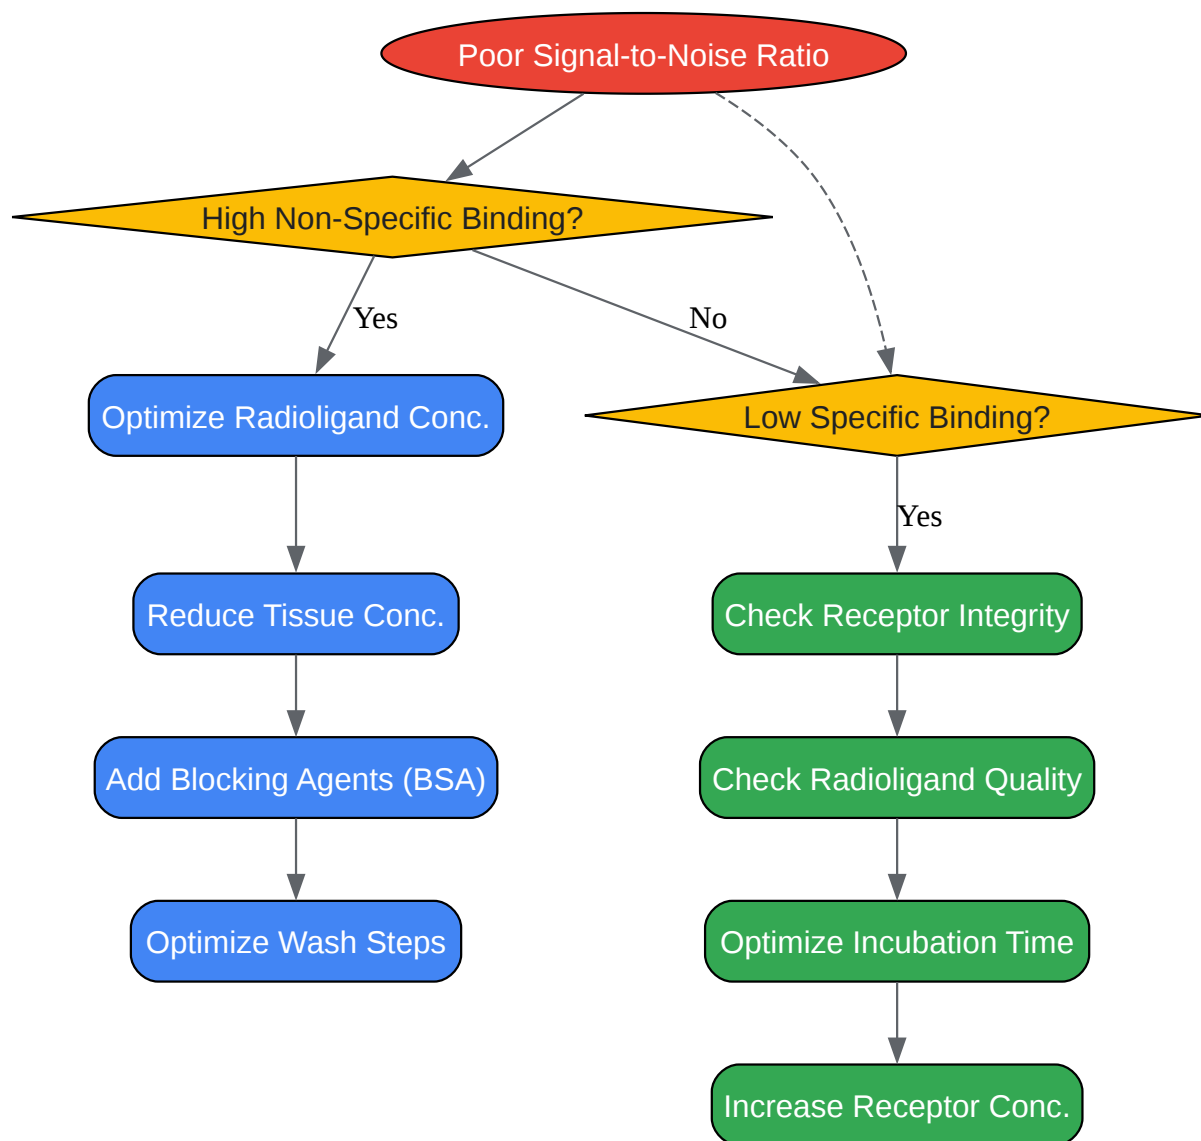 Poor Signal-to-Noise Ratio
High Non-Specific Binding?
Yes
No
Optimize Radioligand Conc.
Low Specific Binding?
Yes
Reduce Tissue Conc.
Check Receptor Integrity
Add Blocking Agents (BSA)
Check Radioligand Quality
Optimize Wash Steps
Optimize Incubation Time
Increase Receptor Conc.